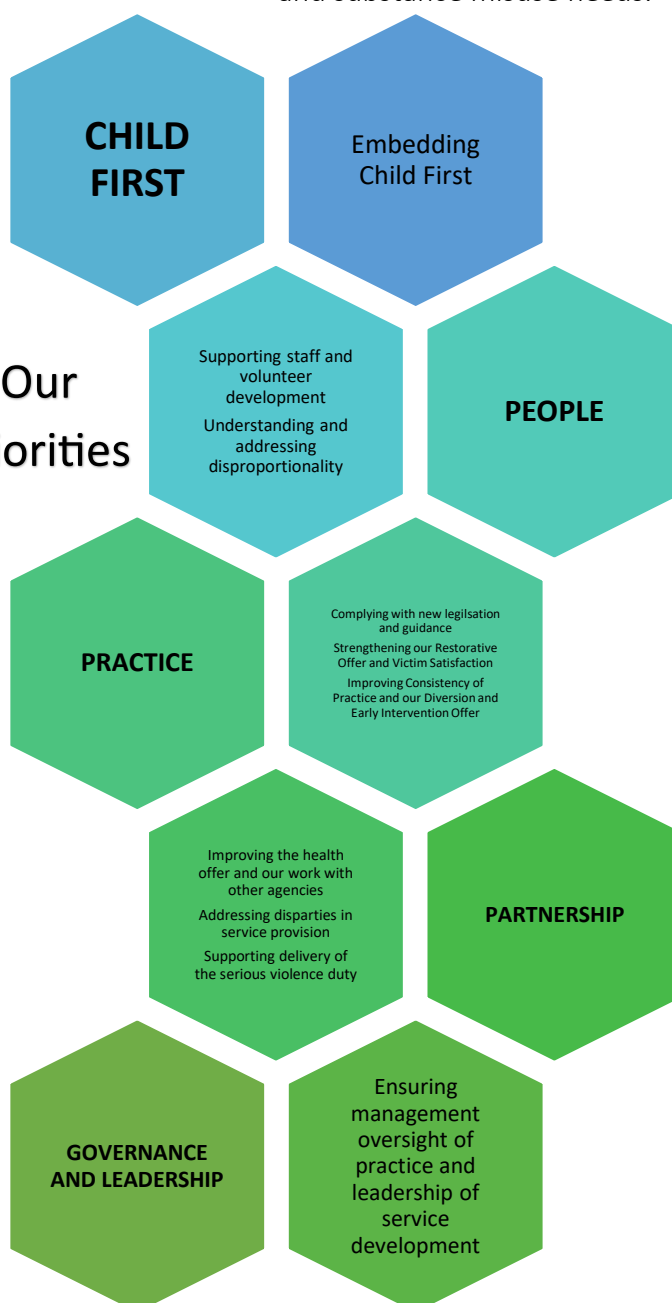 and substance misuse needs.
CHILD
FIRST
Embedding
Child First
Our
orities
Supporting staff and
volunteer
development
Understanding and
addressing
disproportionality
PEOPLE
PRACTICE
Complying with new legilsation
and guidance
Strengthening our Restorative
Offer and Victim Satisfaction
Improving Consistency of
Practice and our Diversion and
Early Intervention Offer
Improving the health
offer and our work with
other agencies
Addressing disparties in
service provision
Supporting delivery of
the serious violence duty
PARTNERSHIP
GOVERNANCE
AND LEADERSHIP
Ensuring
management
oversight of
practice and
leadership of
service
development